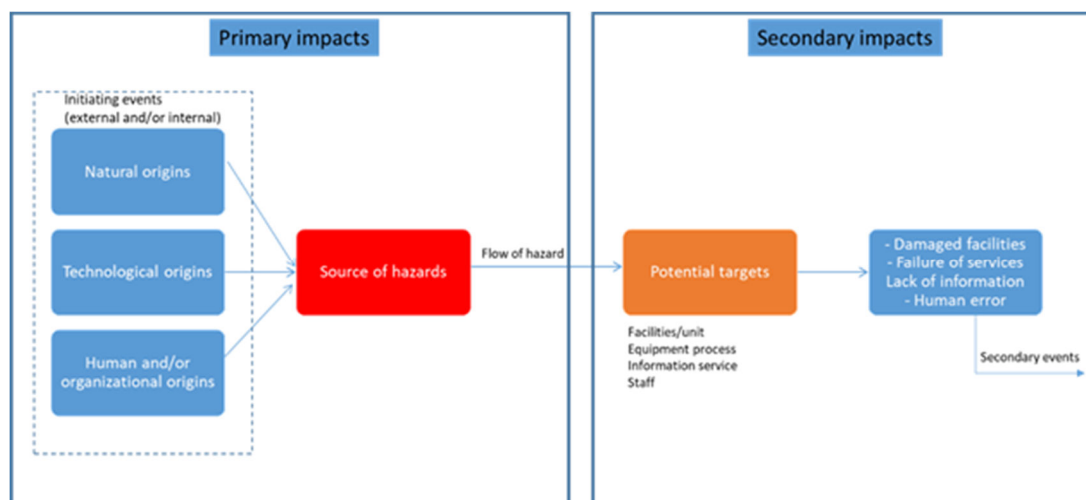 Primary impacts
Initiating events
(external and/or internal)
Natural origins
Technological origins
Human and/or
organizational origins
Source of hazards
Flow of hazard
Secondary impacts
Potential targets
Facilities/unit
Equipment process
Information service
Staff
- Damaged facilities
- Failure of services
Lack of information
- Human error
Secondary events